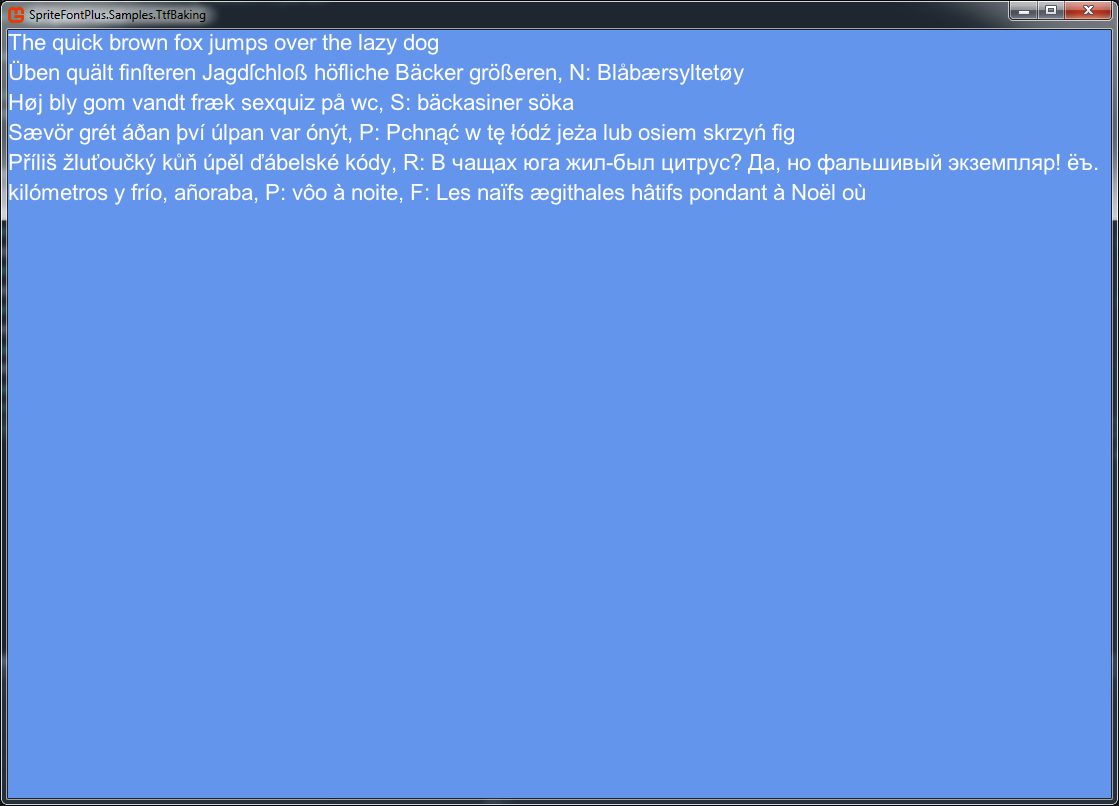 SpriteFontPlus.Samples.TtfBaking
The quick brown fox jumps over the lazy dog
Üben quält finſteren Jagdſchloß höfliche Bäcker größeren, N: Blåbærsyltetøy
Høj bly gom vandt fræk sexquiz på wc, S: bäckasiner söka
Sævör grét áðan því úlpan var ónýt, P: Pchnąć w tę łódź jeża lub osiem skrzyń fig
Příliš žluťoučký kůň úpěl ďábelské kódy, R: В чащах юга жил-был цитрус? Да, но фальшивый экземпляр! ёъ.
kilómetros y frío, añoraba, P: vôo à noite, F: Les naïfs ægithales hâtifs pondant à Noël où